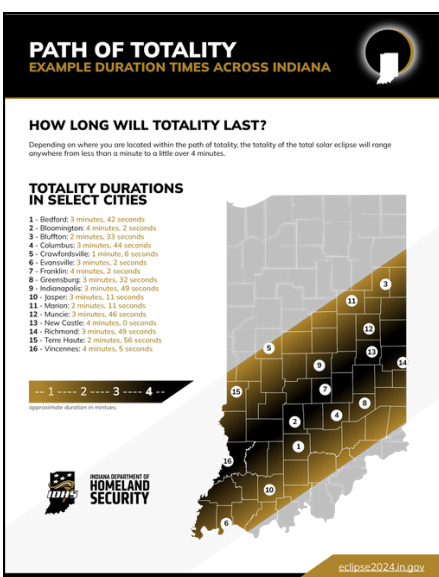 PATH OF TOTALITY
EXAMPLE DURATION TIMES ACROSS INDIANA
HOW LONG WILL TOTALITY LAST?
Depending on where you are located within the path of totality, the totality of the total solar eclipse will range
anywhere from less than a minute to a little over 4 minutes.
TOTALITY DURATIONS
IN SELECT CITIES
1 - Bedford: 3 minutes, 42 seconds
2 - Bloomington: 4 minutes, 2 seconds
3 - Bluffton: 2 minutes, 33 seconds
4 - Columbus: 3 minutes, 44 seconds
5 - Crawfordsville: 1 minute, 6 seconds
6 - Evansville: 3 minutes, 2 seconds
7 - Franklin: 4 minutes, 2 seconds
8 - Greensburg: 3 minutes, 32 seconds
9 - Indianapolis: 3 minutes, 49 seconds
10 - Jasper: 3 minutes, 11 seconds
11 - Marion: 2 minutes, 11 seconds
12 - Muncie: 3 minutes, 46 seconds
13 - New Castle: 4 minutes, 0 seconds
14 - Richmond: 3 minutes, 49 seconds
15 - Terre Haute: 2 minutes, 56 seconds
16 - Vincennes: 4 minutes, 5 seconds
3
11
12
5
13
14
9
7
15
8
4
2
1
16
10
6
-- 1 ---- 2 ---- 3 ---- 4 --
approximate duration in mintues.
IDHS
INDIANA DEPARTMENT OF
HOMELAND
SECURITY
eclipse2024.in.gov